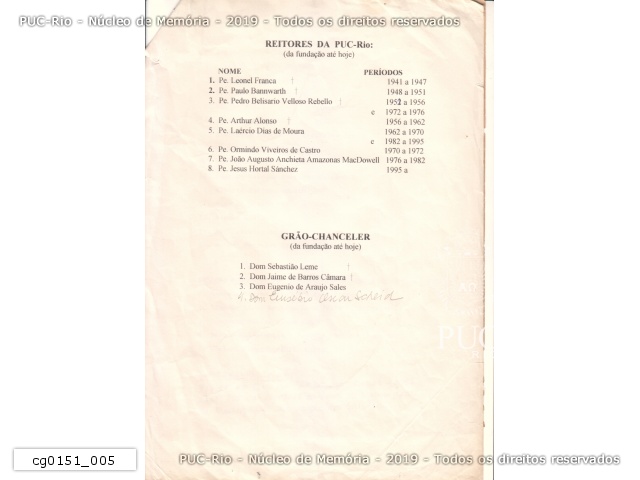 PUC-Rio - Núcleo de Memória - 2019 - Todos os direitos reservados
REITORES DA PUC-Rio:
(da fundação até hoje)
NOME PERÍODOS
1. Pe. Leonel Franca † 1941 a 1947
2. Pe. Paulo Bannwarth † 1948 a 1951
3. Pe. Pedro Belisario Velloso Rebello † 1952 a 1956
e 1972 a 1976
4. Pe. Arthur Alonso † 1956 a 1962
5. Pe. Laércio Dias de Moura 1962 a 1970
e 1982 a 1995
6. Pe. Ormindo Viveiros de Castro 1970 a 1972
7. Pe. João Augusto Anchieta Amazonas MacDowell 1976 a 1982
8. Pe. Jesus Hortal Sánchez 1995 a
GRÃO-CHANCELER
(da fundação até hoje)
1. Dom Sebastião Leme †
2. Dom Jaime de Barros Câmara †
3. Dom Eugenio de Araujo Sales
4. Dom Eusébio Oscar Scheid
PUC
cg0151_005
PUC-Rio - Núcleo de Memória - 2019 - Todos os direitos reservados